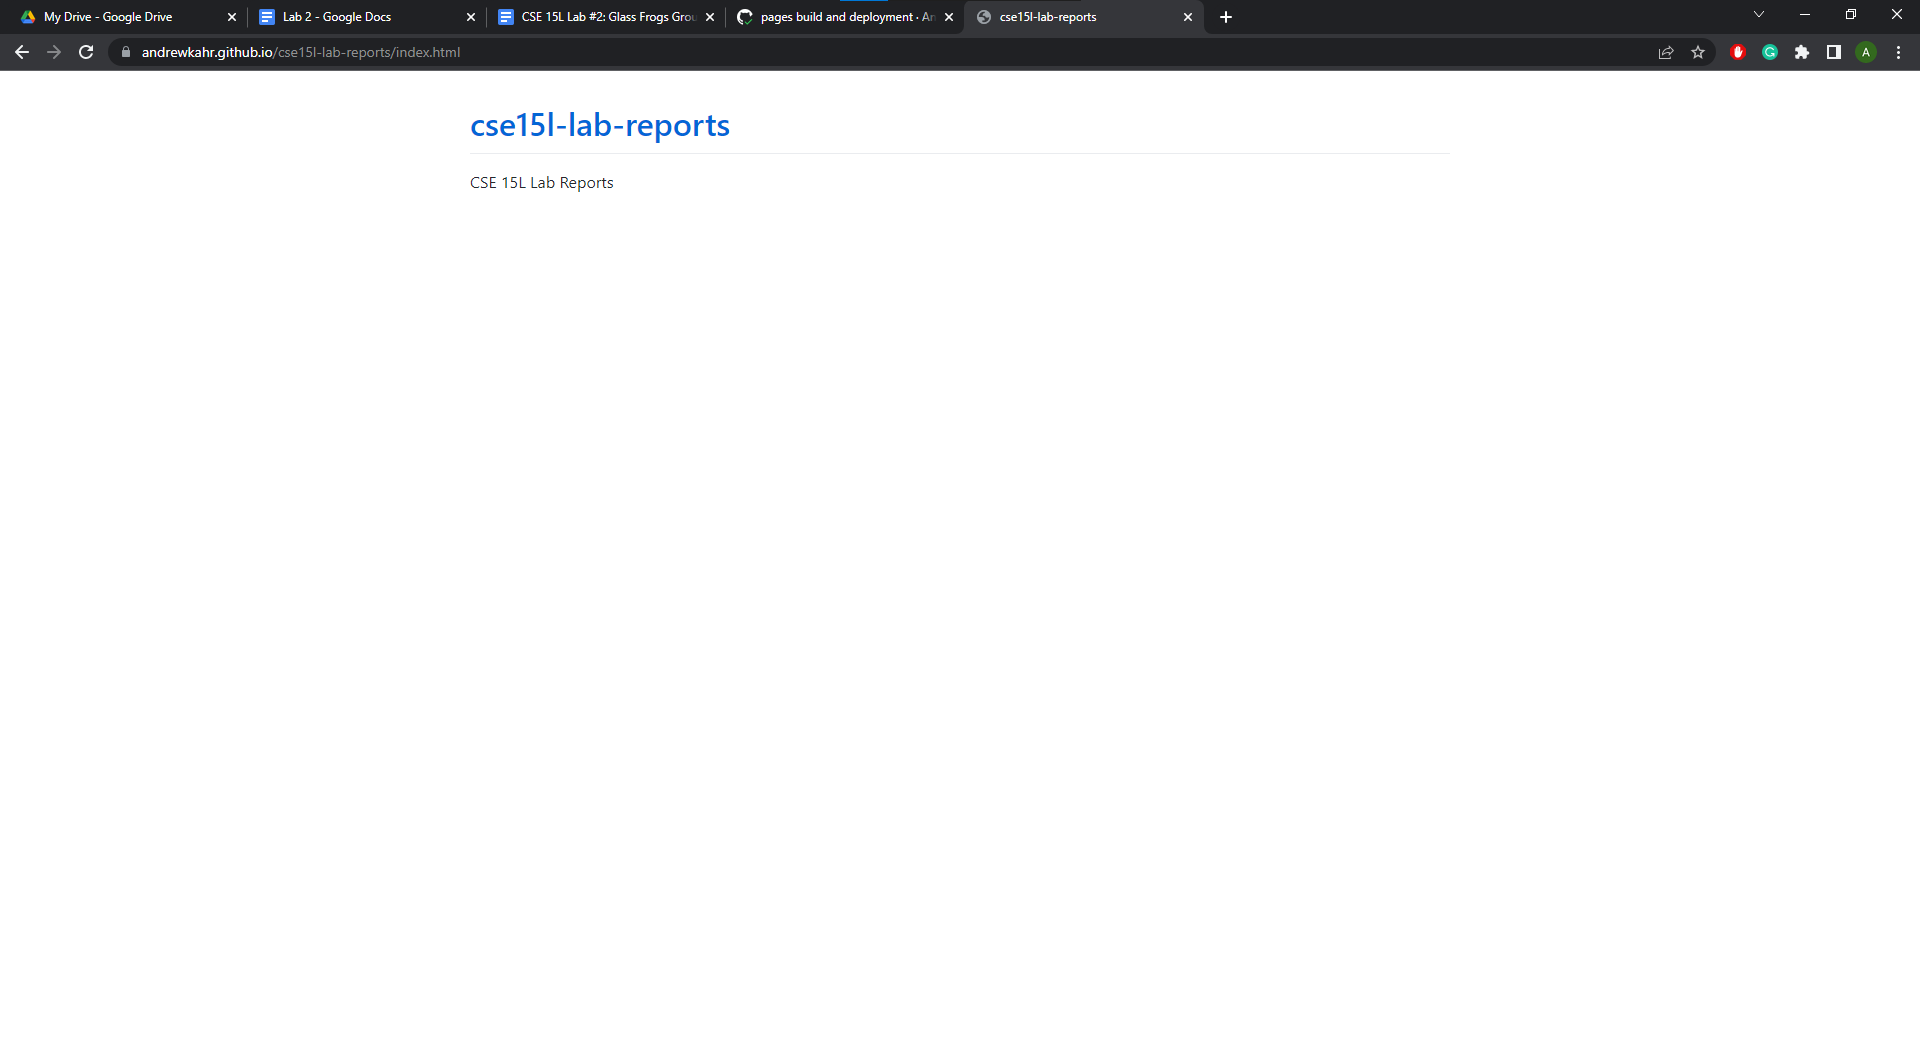 My Drive - Google Drive
Lab 2 - Google Docs
CSE 15L Lab #2: Glass Frogs Grou
pages build and deployment · An
cse15l-lab-reports
andrewkahr.github.io/cse15l-lab-reports/index.html
A
cse15l-lab-reports
CSE 15L Lab Reports